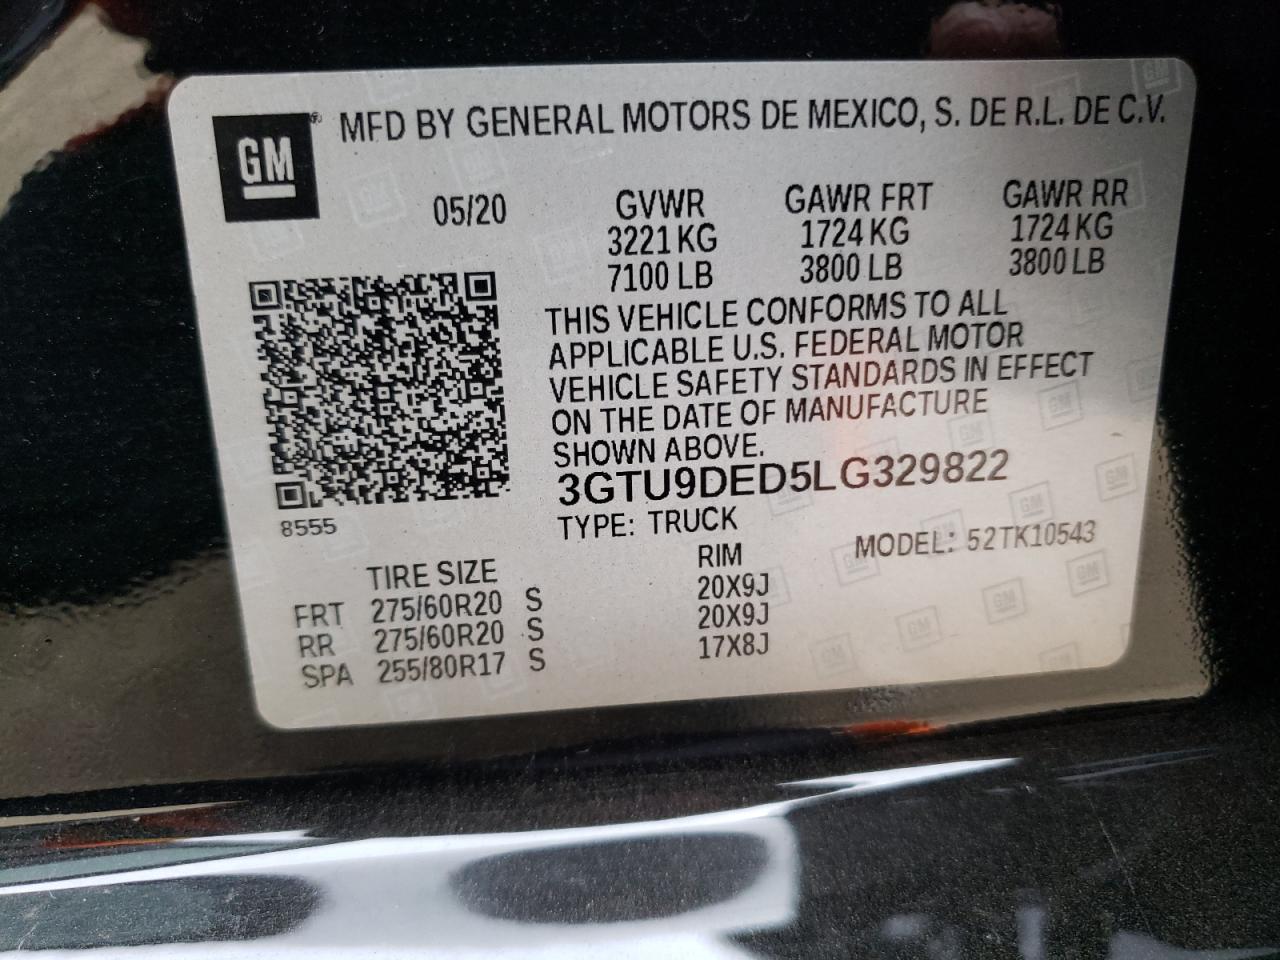 GM ® MFD BY GENERAL MOTORS DE MEXICO, S. DE R.L. DE C.V.
05/20 GVWR GAWR FRT GAWR RR
3221 KG 1724 KG 1724 KG
7100 LB 3800 LB 3800 LB
THIS VEHICLE CONFORMS TO ALL
APPLICABLE U.S. FEDERAL MOTOR
VEHICLE SAFETY STANDARDS IN EFFECT
ON THE DATE OF MANUFACTURE
SHOWN ABOVE.
3GTU9DED5LG329822
8555
TYPE: TRUCK MODEL: 52TK10543
TIRE SIZE RIM
FRT 275/60R20 S 20X9J
RR 275/60R20 S 20X9J
SPA 255/80R17 S 17X8J